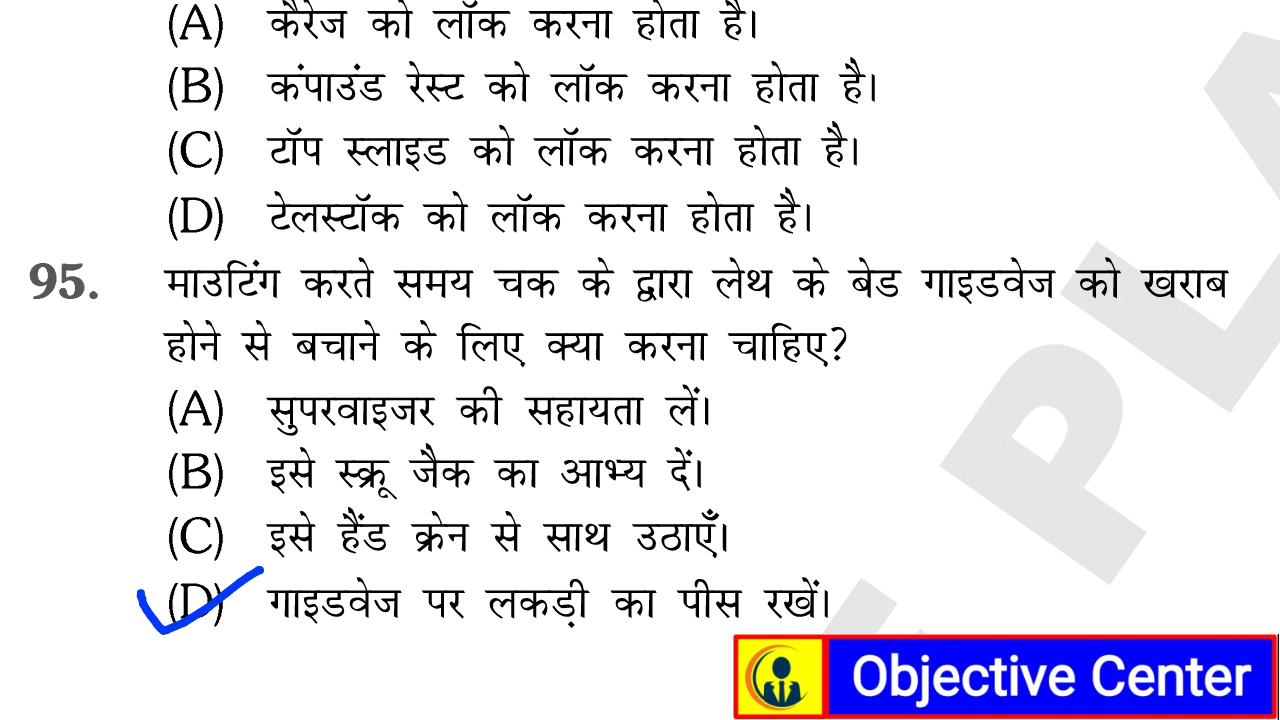 (A) कैरेज को लॉक करना होता है।
(B) कंपाउंड रेस्ट को लॉक करना होता है।
(C) टॉप स्लाइड को लॉक करना होता है।
(D) टेलस्टॉक को लॉक करना होता है।
95. माउटिंग करते समय चक के द्वारा लेथ के बेड गाइडवेज को खराब
होने से बचाने के लिए क्या करना चाहिए?
(A) सुपरवाइजर की सहायता लें।
(B) इसे स्क्रू जैक का आभ्य दें।
(C) इसे हैंड क्रेन से साथ उठाएँ।
(D) गाइडवेज पर लकड़ी का पीस रखें।
Objective Center